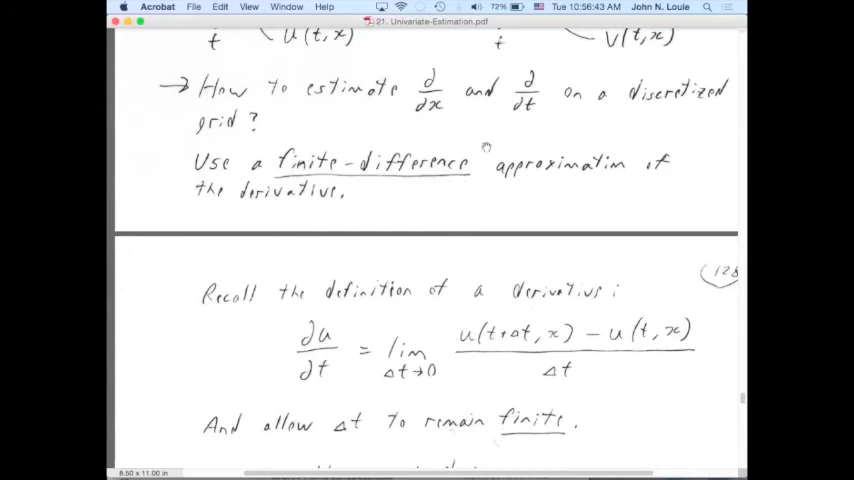 Acrobat File Edit View Window Help 72% Tue 10:56:43 AM John N. Louie
21. Univariate-Estimation.pdf
t U(t,x) t V(t,x)
→ How to estimate ∂/∂x and ∂/∂t on a discretized
grid?
Use a finite-difference approximation of
the derivative.
128
Recall the definition of a derivative:
∂u/∂t = lim Δt→0 u(t+Δt,x) - u(t,x) / Δt
And allow Δt to remain finite.
8.50 x 11.00 in